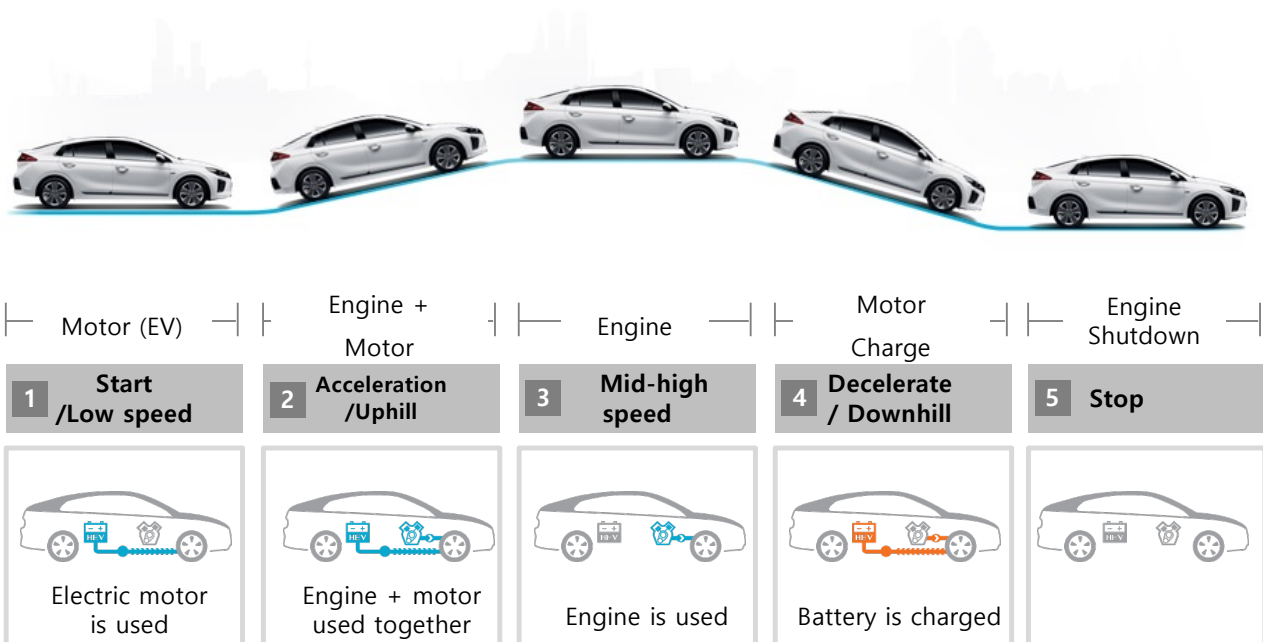 Motor (EV)
Engine +
Motor
Engine
Motor
Charge
Engine
Shutdown
1 Start
/Low speed
2 Acceleration
/Uphill
3 Mid-high
speed
4 Decelerate
/ Downhill
5 Stop
HEV
HEV
HEV
HEV
HEV
Electric motor
is used
Engine + motor
used together
Engine is used
Battery is charged